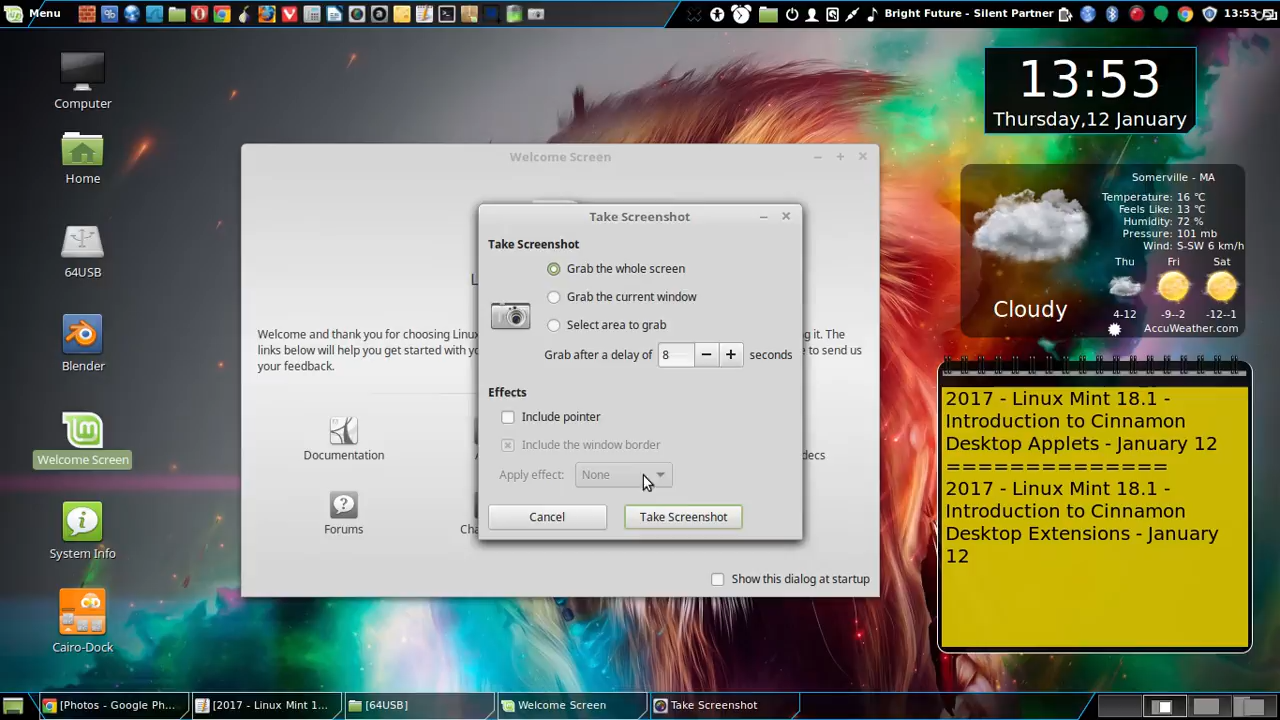 Menu
Bright Future - Silent Partner
13:53
Computer
Home
64USB
Blender
Welcome Screen
System Info
Cairo-Dock
13:53
Thursday,12 January
Somerville - MA
Temperature: 16 °C
Feels Like: 13 °C
Humidity: 72 %
Pressure: 101 mb
Wind: S-SW 6 km/h
Thu Fri Sat
Cloudy
4-12 -9--2 -12--1
AccuWeather.com
2017 - Linux Mint 18.1 -
Introduction to Cinnamon
Desktop Applets - January 12
==============
2017 - Linux Mint 18.1 -
Introduction to Cinnamon
Desktop Extensions - January
12
Welcome Screen
L
Welcome and thank you for choosing Linux
ing it. The
links below will help you get started with yo
e to send us
your feedback.
Documentation
decs
Forums
Cha
Show this dialog at startup
Take Screenshot
Take Screenshot
Grab the whole screen
Grab the current window
Select area to grab
Grab after a delay of 8 − + seconds
Effects
Include pointer
Include the window border
Apply effect: None
Cancel Take Screenshot
[Photos - Google Ph...
[2017 - Linux Mint 1...
[64USB]
Welcome Screen
Take Screenshot